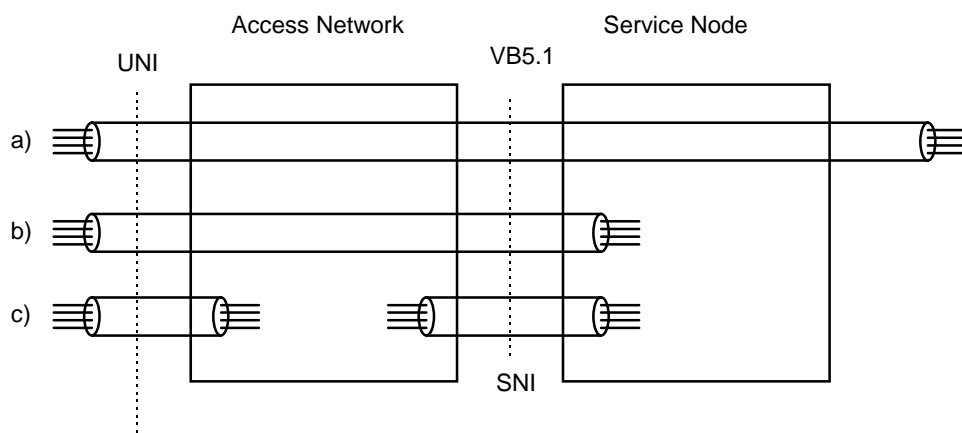 Access Network
Service Node
UNI
VB5.1
a)
b)
c)
SNI